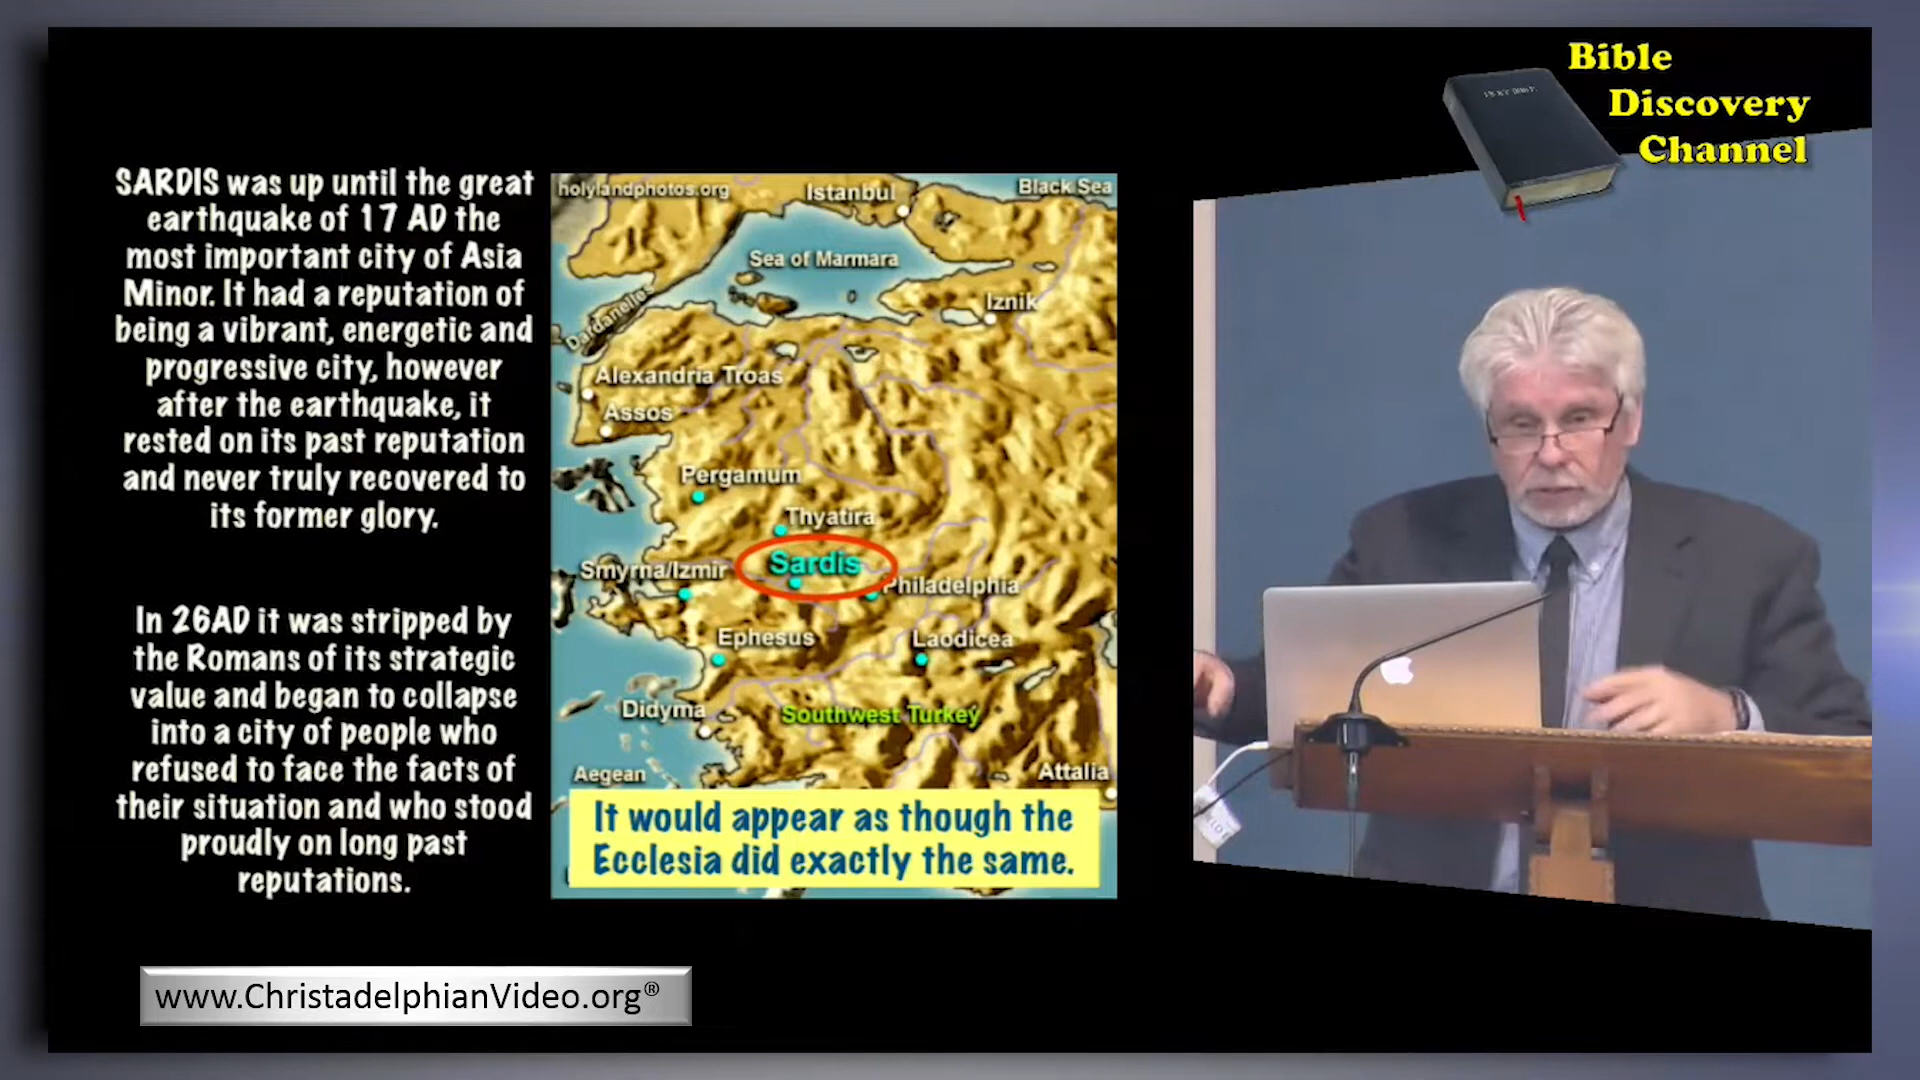 Bible
Discovery
Channel
SARDIS was up until the great
earthquake of 17 AD the
most important city of Asia
Minor. It had a reputation of
being a vibrant, energetic and
progressive city, however
after the earthquake, it
rested on its past reputation
and never truly recovered to
its former glory.
In 26AD it was stripped by
the Romans of its strategic
value and began to collapse
into a city of people who
refused to face the facts of
their situation and who stood
proudly on long past
reputations.
holylandphotos.org
Istanbul
Black Sea
Sea of Marmara
Iznik
Dardanelles
Alexandria Troas
Assos
Pergamum
Thyatira
Sardis
Smyrna/Izmir
Philadelphia
Ephesus
Laodicea
Didyma
Southwest Turkey
Aegean
Attalia
It would appear as though the
Ecclesia did exactly the same.
www.ChristadelphianVideo.org®